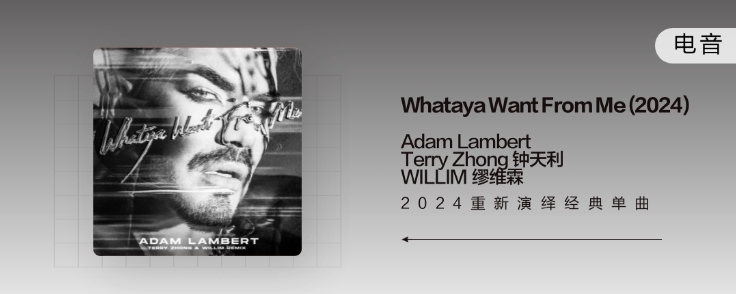 电音
Whataya Want From Me
ADAM LAMBERT
TERRY ZHONG & WILLIM REMIX
Whataya Want From Me (2024)
Adam Lambert
Terry Zhong 钟天利
WILLIM 缪维霖
2024重新演绎经典单曲